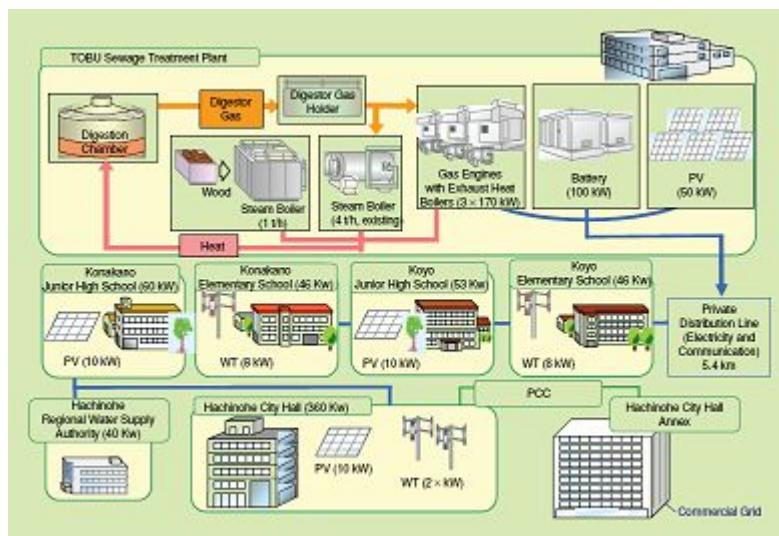 TOBU Sewage Treatment Plant
Digestor
Gas
Digestor Gas
Holder
Digestion
Chamber
Wood
Steam Boiler
(1 t/h)
Steam Boiler
(4 t/h, existing)
Gas Engines
with Exhaust Heat
Boilers (3 × 170 kW)
Battery
(100 kW)
PV
(50 kW)
Heat
Konakano
Junior High School (60 kW)
PV (10 kW)
Konakano
Elementary School (46 Kw)
WT (8 kW)
Koyo
Junior High School (53 Kw)
PV (10 kW)
Koyo
Elementary School (46 Kw)
WT (8 kW)
Private
Distribution Line
(Electricity and
Communication)
5.4 km
Hachinohe
Regional Water Supply
Authority (40 Kw)
Hachinohe City Hall (360 Kw)
PV (10 kW)
WT (2 × kW)
PCC
Hachinohe City Hall
Annex
Commercial Grid